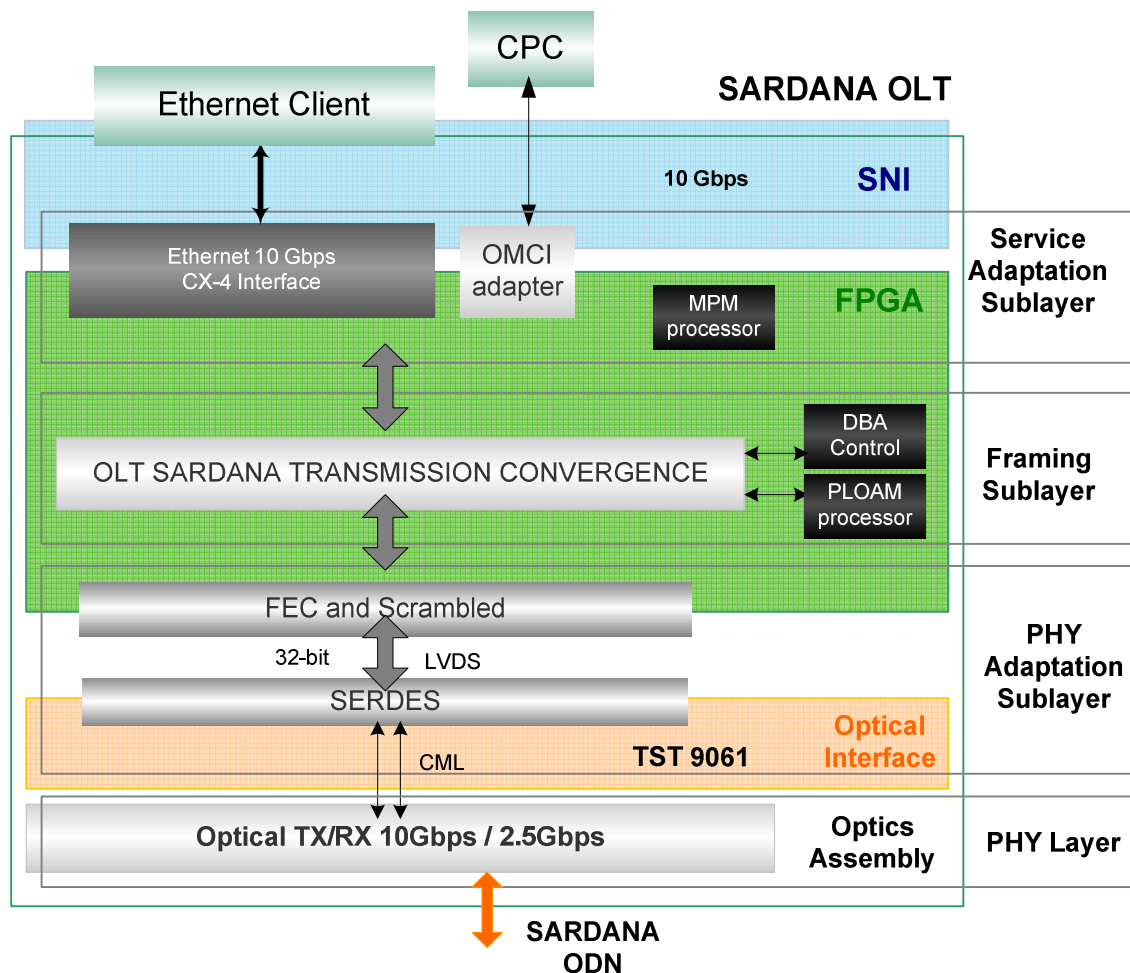 CPC
SARDANA OLT
Ethernet Client
10 Gbps
SNI
Ethernet 10 Gbps
CX-4 Interface
OMCI
adapter
MPM
processor
FPGA
Service
Adaptation
Sublayer
OLT SARDANA TRANSMISSION CONVERGENCE
DBA
Control
PLOAM
processor
Framing
Sublayer
FEC and Scrambled
32-bit
LVDS
SERDES
PHY
Adaptation
Sublayer
CML
TST 9061
Optical
Interface
Optical TX/RX 10Gbps / 2.5Gbps
Optics
Assembly
PHY Layer
SARDANA
ODN